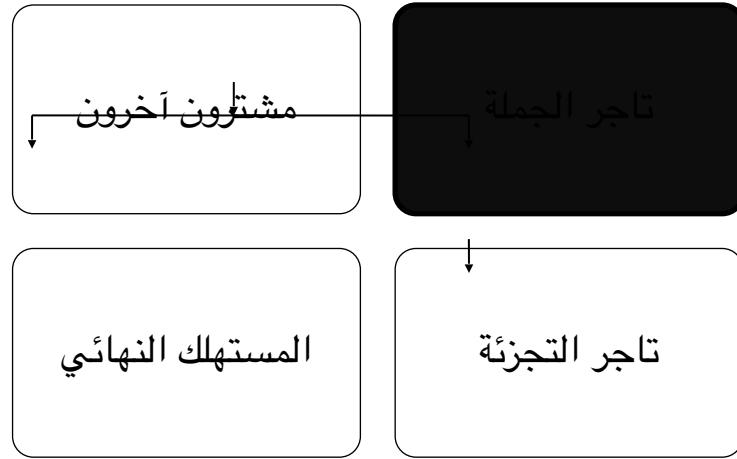 تاجر الجملة
مشترون آخرون
تاجر التجزئة
المستهلك النهائي